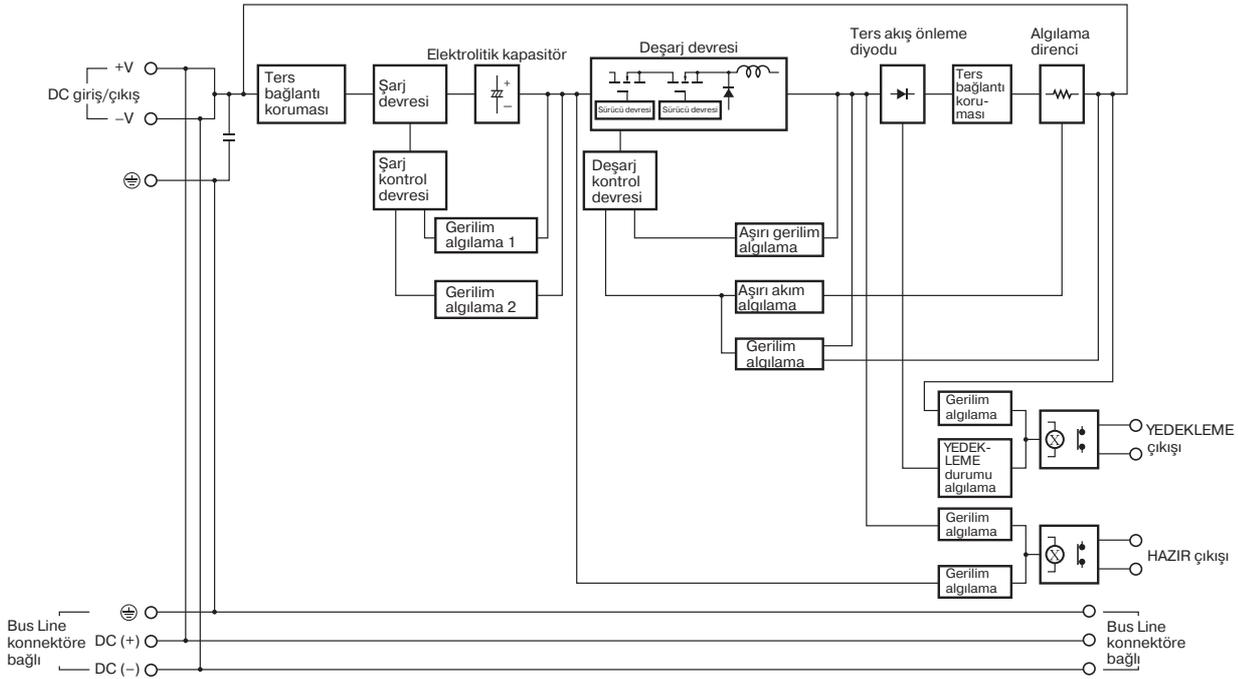 Ters akış önleme
diyodu
Algılama
direnci
Elektrolitik kapasitör
Deşarj devresi
+V
DC giriş/çıkış
−V
Ters
bağlantı
koruması
Şarj
devresi
+
−
Sürücü devresi
Sürücü devresi
Ters
bağlantı
koru-
ması
Şarj
kontrol
devresi
Deşarj
kontrol
devresi
Gerilim
algılama 1
Aşırı gerilim
algılama
Gerilim
algılama 2
Aşırı akım
algılama
Gerilim
algılama
Gerilim
algılama
X
YEDEKLEME
çıkışı
YEDEK-
LEME
durumu
algılama
Gerilim
algılama
X
HAZIR çıkışı
Gerilim
algılama
Bus Line
konnektöre
bağlı
DC (+)
DC (−)
Bus Line
konnektöre
bağlı